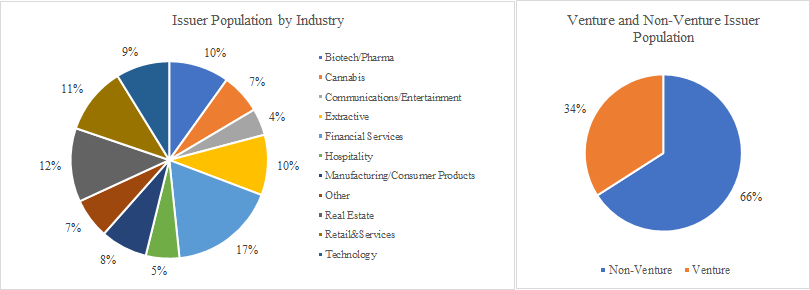 Issuer Population by Industry
10%
7%
4%
10%
17%
5%
8%
7%
12%
11%
9%
Biotech/Pharma
Cannabis
Communications/Entertainment
Extractive
Financial Services
Hospitality
Manufacturing/Consumer Products
Other
Real Estate
Retail&Services
Technology
Venture and Non-Venture Issuer
Population
34%
66%
Non-Venture
Venture